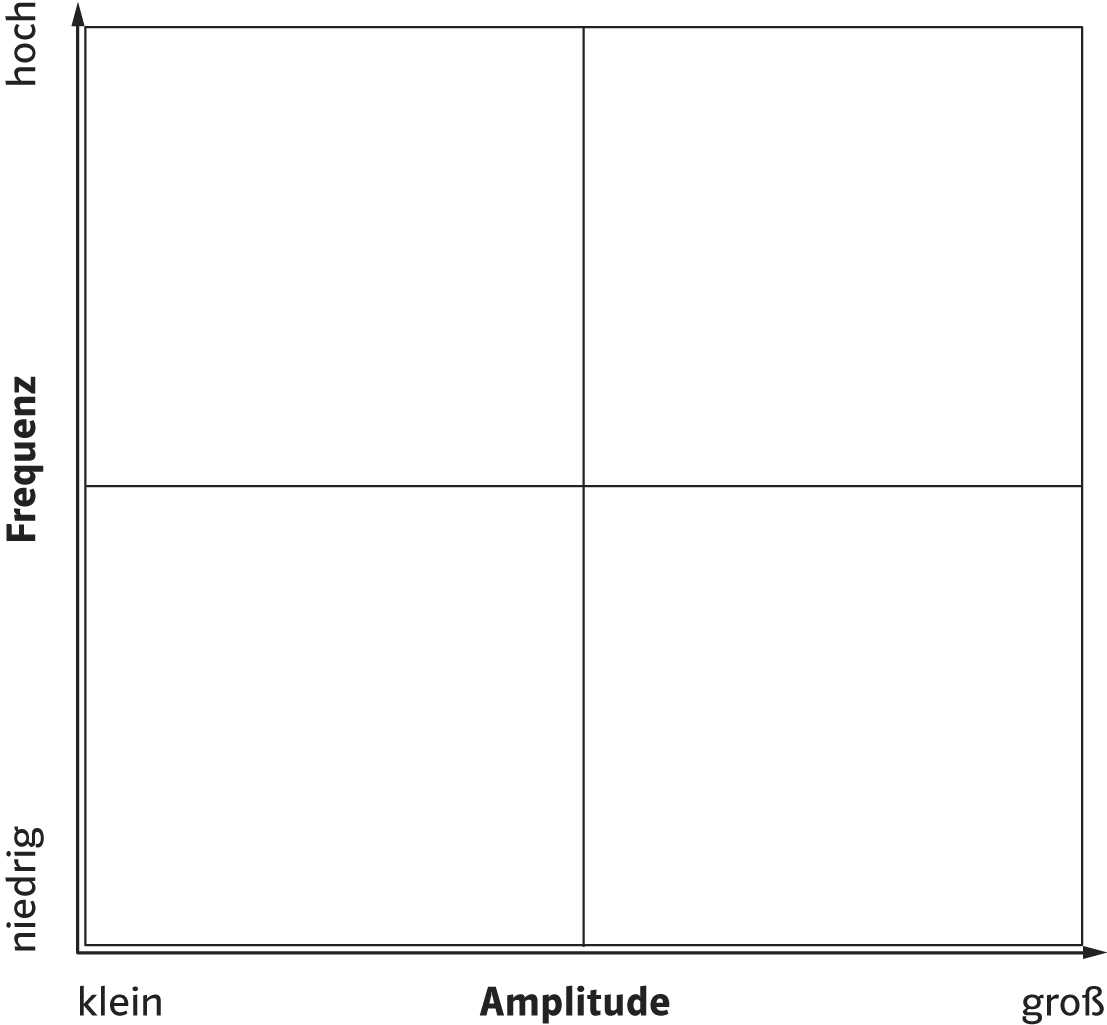 hoch
Frequenz
niedrig
klein
Amplitude
groß